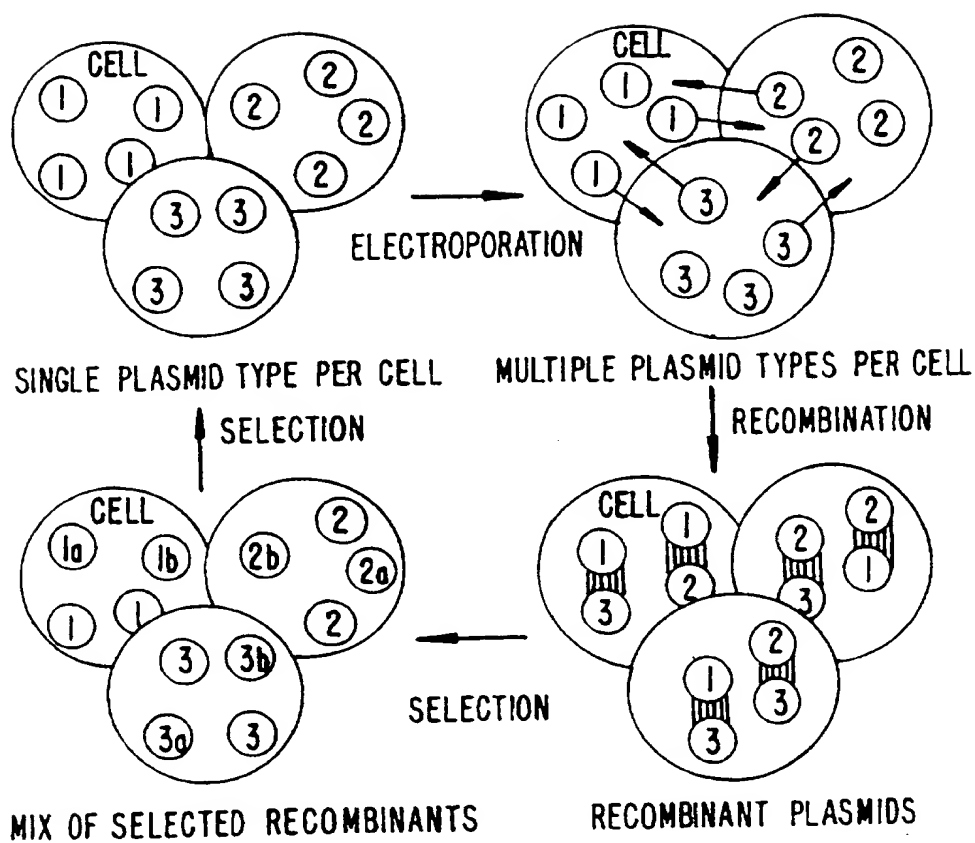 CELL
1
1
1
1
2
2
2
2
3
3
3
3
SINGLE PLASMID TYPE PER CELL
ELECTROPORATION
CELL
1
1
1
1
2
2
2
2
3
3
3
3
MULTIPLE PLASMID TYPES PER CELL
RECOMBINATION
SELECTION
CELL
1a
1b
1
1
2
2b
2a
2
3
3b
3a
3
MIX OF SELECTED RECOMBINANTS
SELECTION
CELL
1
3
1
2
2
3
2
1
1
3
2
3
RECOMBINANT PLASMIDS